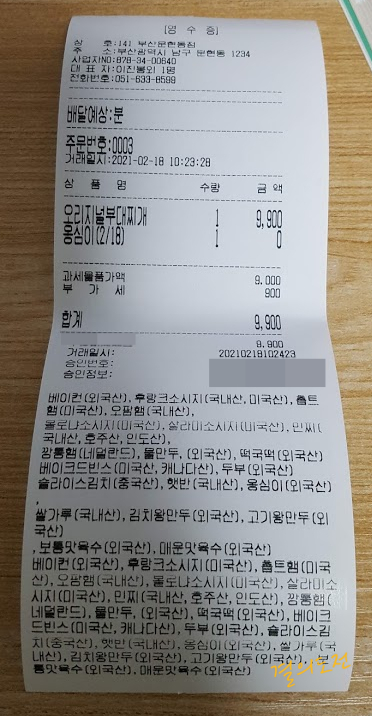 [영 수 증]
상 호:141 부산문현동점
주 소:부산광역시 남구 문현동 1234
사업자NO:878-34-00640
대 표 자:이진봉외 1명
전화번호:051-633-8589
배달예상:분
주문번호:0003
거래일시:2021-02-18 10:23:28
상 품 명 수량 금 액
오리지널부대찌개 1 9,900
옹심이(2/18) 1 0
과세물품가액 9,000
부 가 세 900
합계 9,900
9,900
거래일시: 20210218102423
승인번호:
승인정보:
베이컨(외국산), 후랑크소시지(국내산, 미국산), 촙트
햄(미국산), 오팜햄(국내산),
볼로냐소시지(미국산), 살라미소시지(미국산), 민찌(
국내산, 호주산, 인도산),
깡통햄(네덜란드), 물만두, (외국산), 떡국떡(외국산)
베이크드빈스(미국산, 캐나다산), 두부(외국산)
슬라이스김치(중국산), 햇반(국내산), 옹심이(외국산)
,
쌀가루(국내산), 김치왕만두(외국산), 고기왕만두(외
국산)
, 보통맛육수(외국산), 매운맛육수(외국산)
베이컨(외국산), 후랑크소시지(국내산, 미국산), 촙트햄(미국
산), 오팜햄(국내산), 볼로냐소시지(미국산), 살라미소
시지(미국산), 민찌(국내산, 호주산, 인도산), 깡통햄(
네덜란드), 물만두, (외국산), 떡국떡(외국산), 베이크
드빈스(미국산, 캐나다산), 두부(외국산), 슬라이스김
치(중국산), 햇반(국내산), 옹심이(외국산), 쌀가루(국
내산), 김치왕만두(외국산), 고기왕만두(외국산), 보
통맛육수(외국산), 매운맛육수(외국산)
결의도전